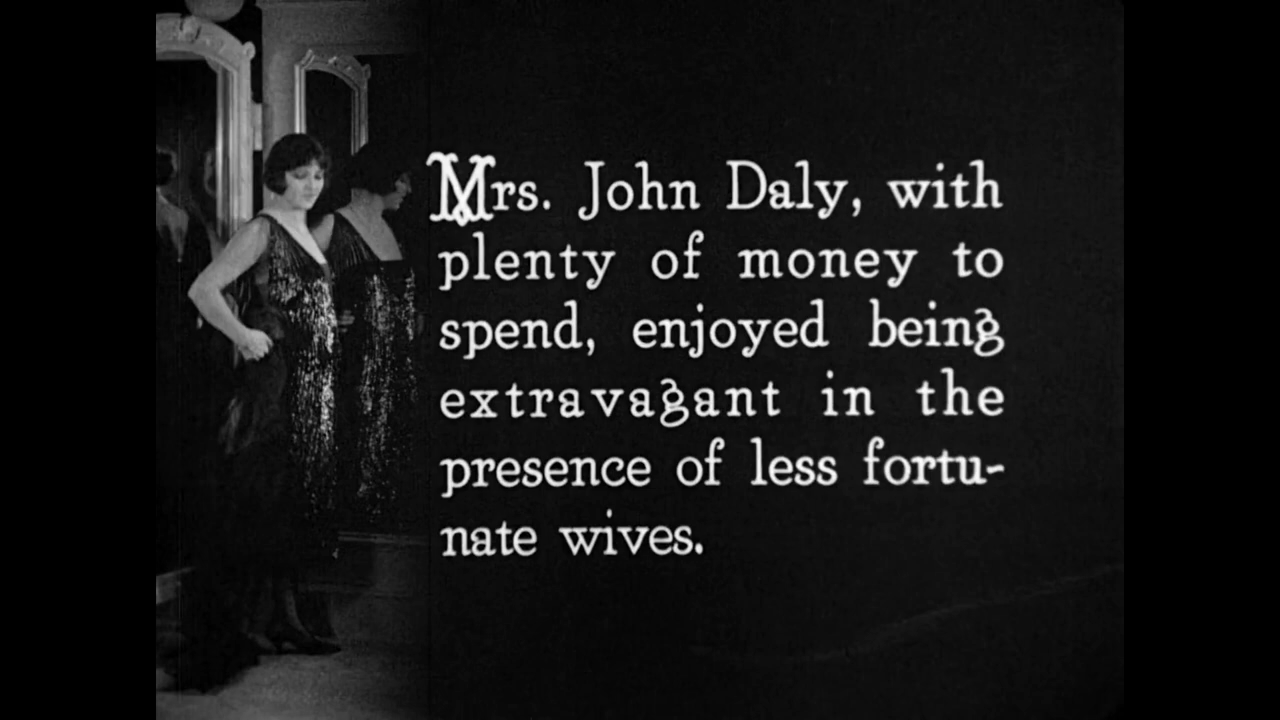 Mrs. John Daly, with
plenty of money to
spend, enjoyed being
extravagant in the
presence of less fortu-
nate wives.